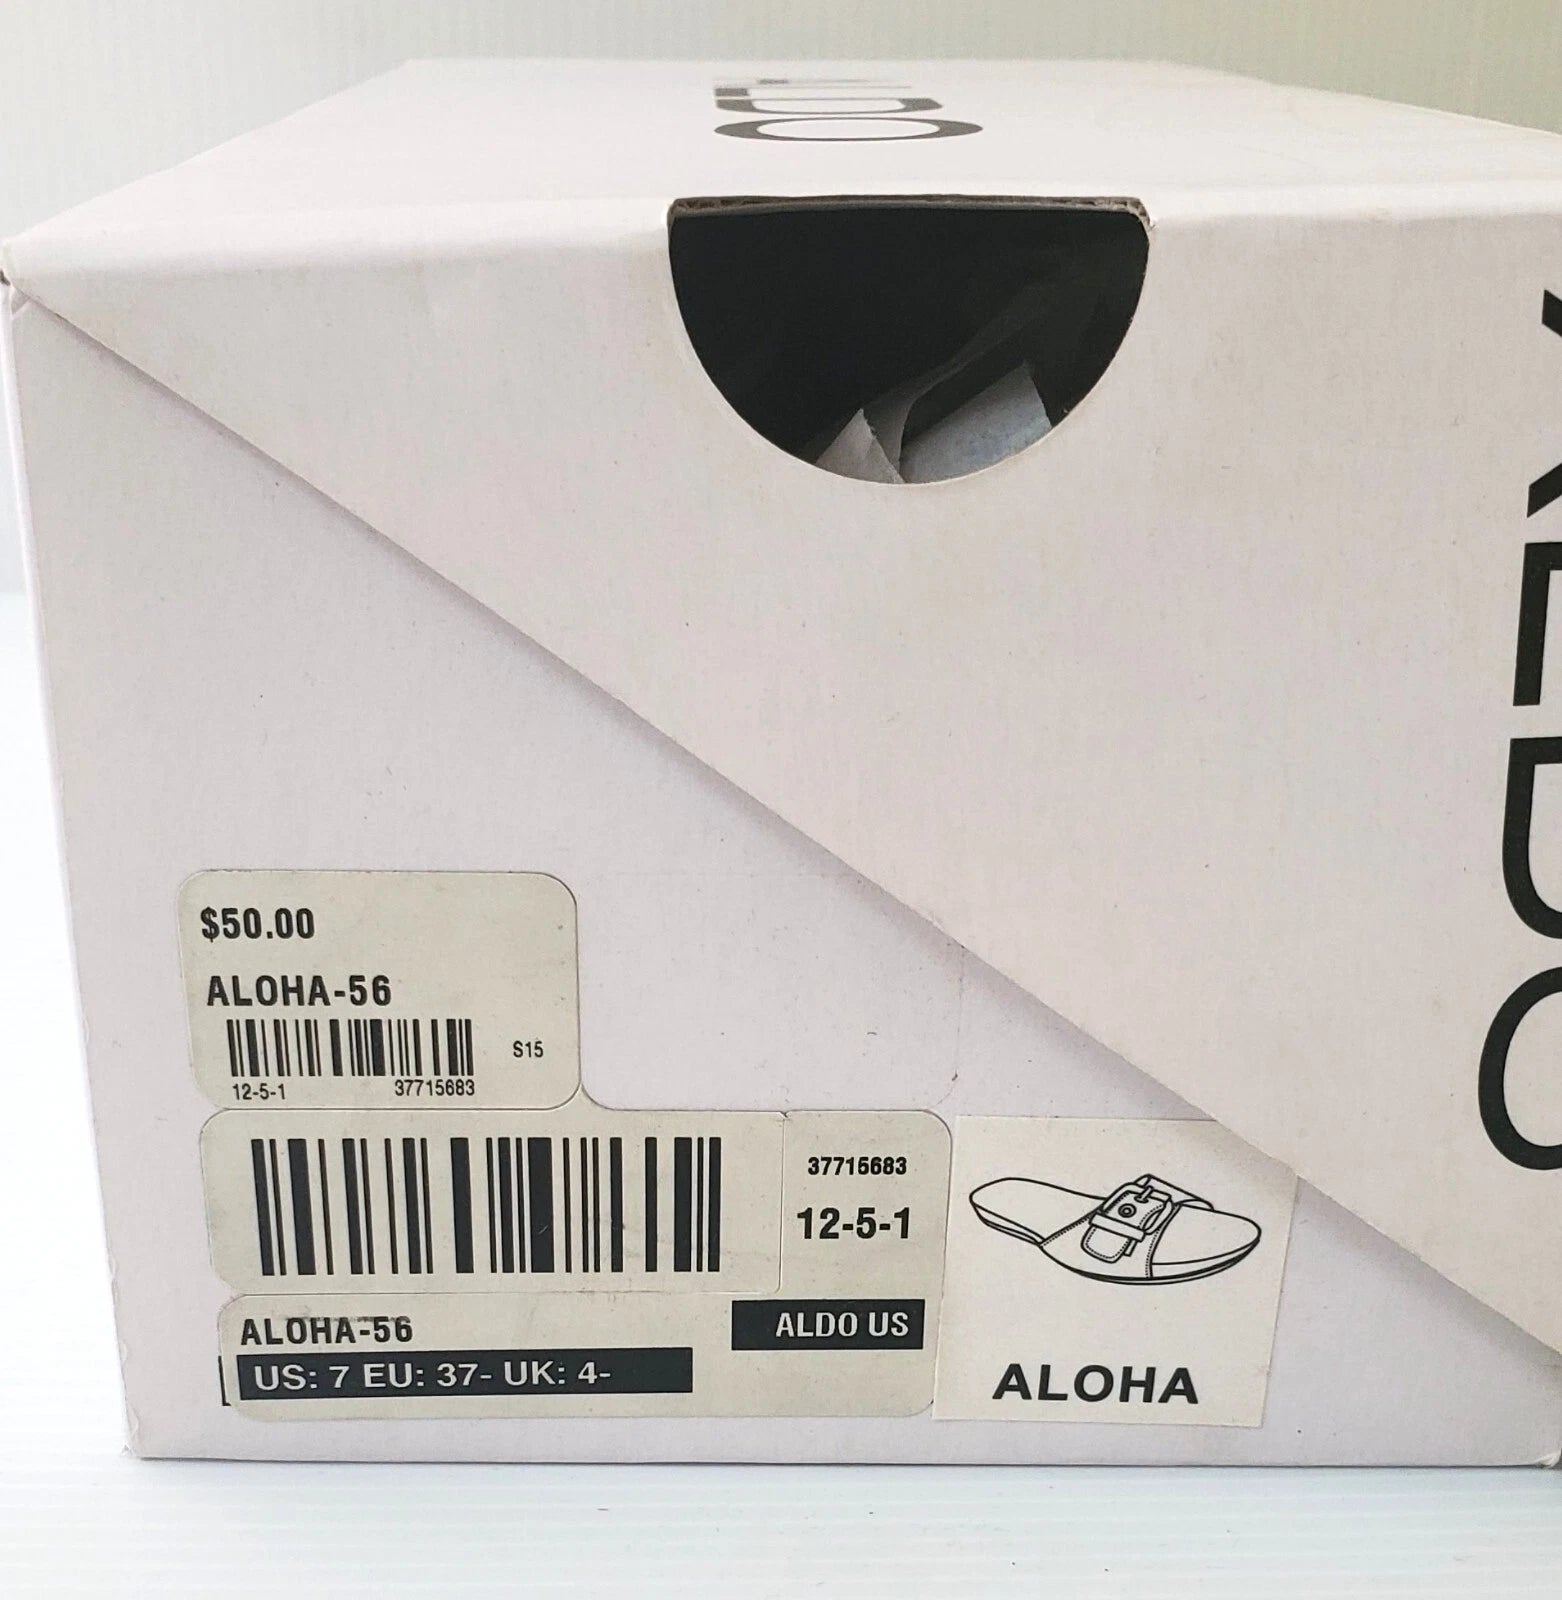 $50.00
ALOHA-56
S15
12-5-1 37715683
37715683
12-5-1
ALOHA-56
ALDO US
US: 7 EU: 37- UK: 4-
ALOHA